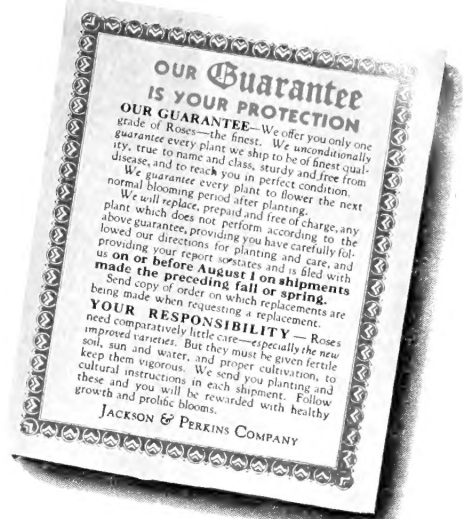 OUR Guarantee
IS YOUR PROTECTION
OUR GUARANTEE—We offer you only one
grade of Roses—the finest. We unconditionally
guarantee every plant we ship to be of finest qual-
ity, true to name and class, sturdy and free from
disease, and to reach you in perfect condition.
We guarantee every plant to flower the next
normal blooming period after planting.
We will replace, prepaid and free of charge, any
plant which does not perform according to the
above guarantee, providing you have carefully fol-
lowed our directions for planting and care, and
providing your report so states and is filed with
us on or before August 1 on shipments
made the preceding fall or spring.
Send copy of order on which replacements are
being made when requesting a replacement.
YOUR RESPONSIBILITY — Roses
need comparatively little care—especially the new
improved varieties. But they must be given fertile
soil, sun and water, and proper cultivation, to
keep them vigorous. We send you planting and
cultural instructions in each shipment. Follow
these and you will be rewarded with healthy
growth and prolific blooms.
JACKSON & PERKINS COMPANY